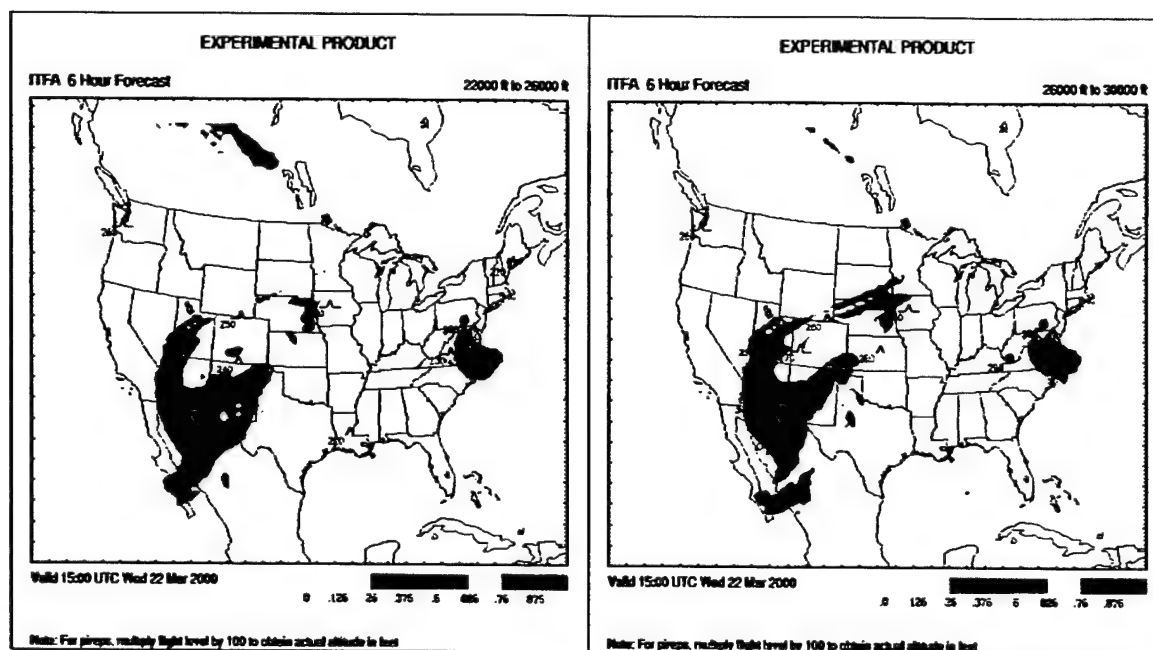 EXPERIMENTAL PRODUCT
ITFA 6 Hour Forecast 22000 ft to 26000 ft
250
240
Valid 15:00 UTC Wed 22 Mar 2000
0 .125 .25 .375 .5 .625 .75 .875
Note: For pireps, multiply flight level by 100 to obtain actual altitude in feet
EXPERIMENTAL PRODUCT
ITFA 6 Hour Forecast 26000 ft to 30000 ft
250
Valid 15:00 UTC Wed 22 Mar 2000
.0 .125 .25 .375 .5 .625 .75 .875
Note: For pireps, multiply flight level by 100 to obtain actual altitude in feet